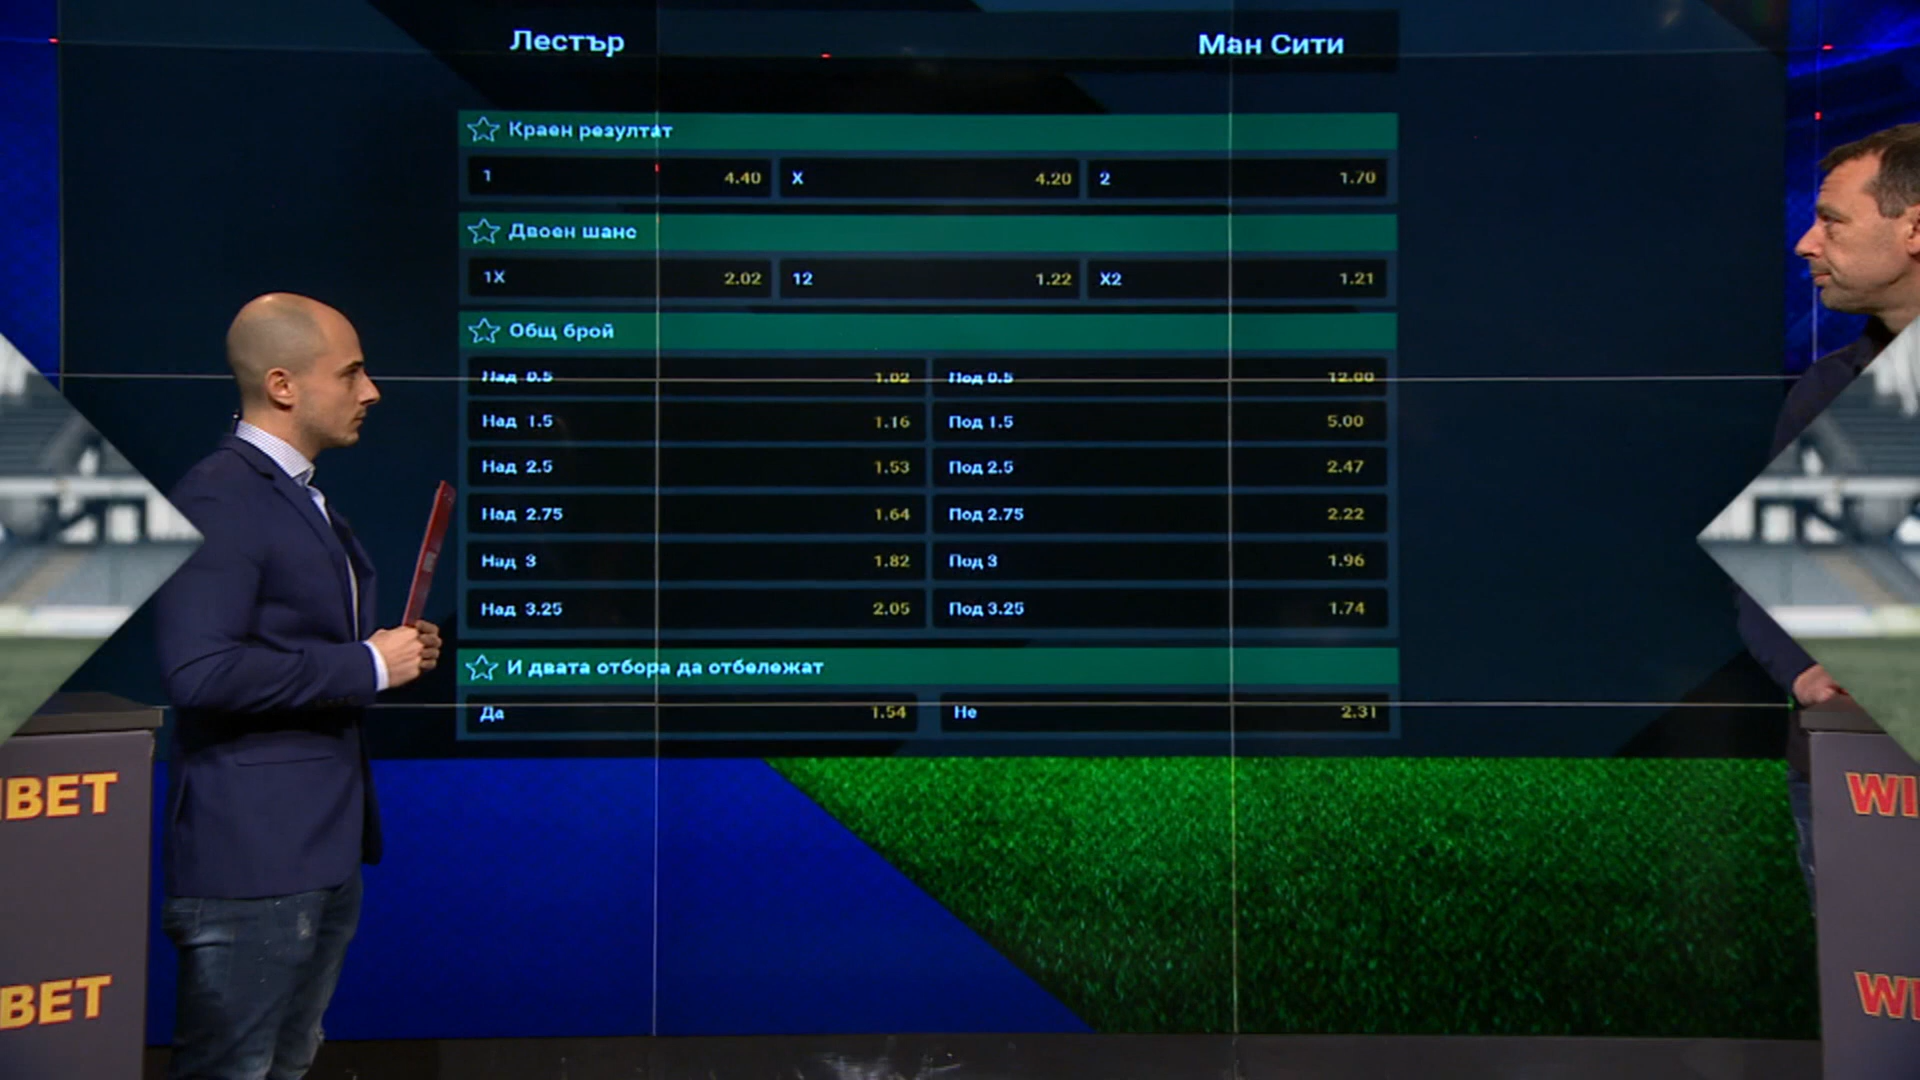 Лестър Ман Сити
Краен резултат
1 4.40 X 4.20 2 1.70
Двоен шанс
1X 2.02 12 1.22 X2 1.21
Общ брой
Над 0.5 1.02 Под 0.5 12.00
Над 1.5 1.16 Под 1.5 5.00
Над 2.5 1.53 Под 2.5 2.47
Над 2.75 1.64 Под 2.75 2.22
Над 3 1.82 Под 3 1.96
Над 3.25 2.05 Под 3.25 1.74
И двата отбора да отбележат
Да 1.54 Не 2.31
BET
WI
BET
WI